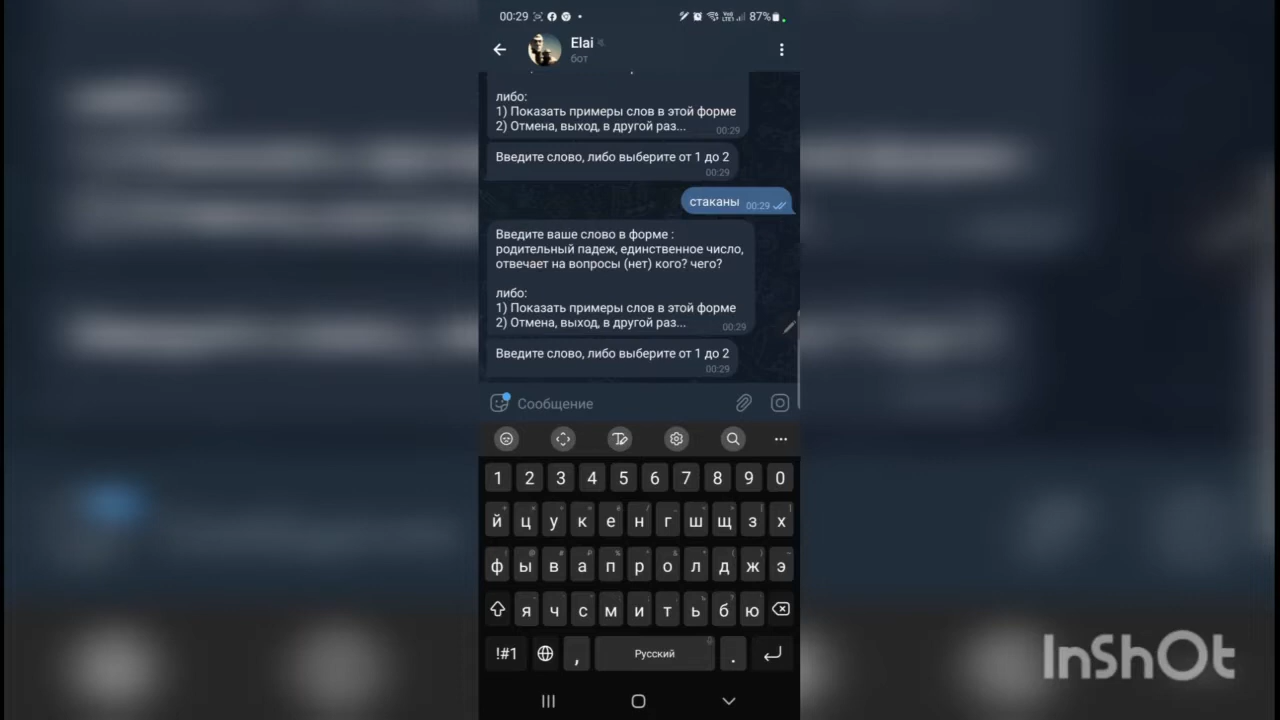 00:29
87%
Elai
бот
либо:
1) Показать примеры слов в этой форме
2) Отмена, выход, в другой раз...
00:29
Введите слово, либо выберите от 1 до 2
00:29
стаканы 00:29
Введите ваше слово в форме :
родительный падеж, единственное число,
отвечает на вопросы (нет) кого? чего?
либо:
1) Показать примеры слов в этой форме
2) Отмена, выход, в другой раз...
00:29
Введите слово, либо выберите от 1 до 2
00:29
Сообщение
1 2 3 4 5 6 7 8 9 0
й ц у к е н г ш щ з х
ф ы в а п р о л д ж э
я ч с м и т ь б ю
!#1 , Русский .
InShOt